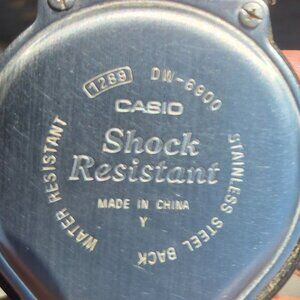 1289 DW-6900
CASIO
Shock
Resistant
MADE IN CHINA
Y
WATER RESISTANT
STAINLESS STEEL BACK